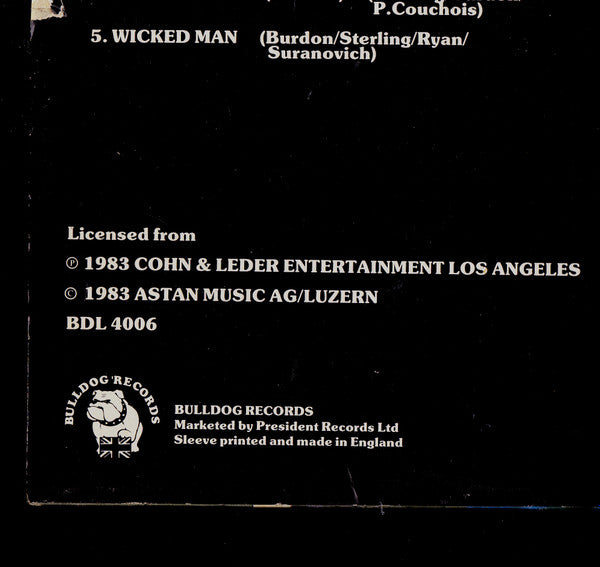 P.Couchois)
5. WICKED MAN (Burdon/Sterling/Ryan/
Suranovich)
Licensed from
℗ 1983 COHN & LEDER ENTERTAINMENT LOS ANGELES
© 1983 ASTAN MUSIC AG/LUZERN
BDL 4006
BULLDOG RECORDS
BULLDOG RECORDS
Marketed by President Records Ltd
Sleeve printed and made in England